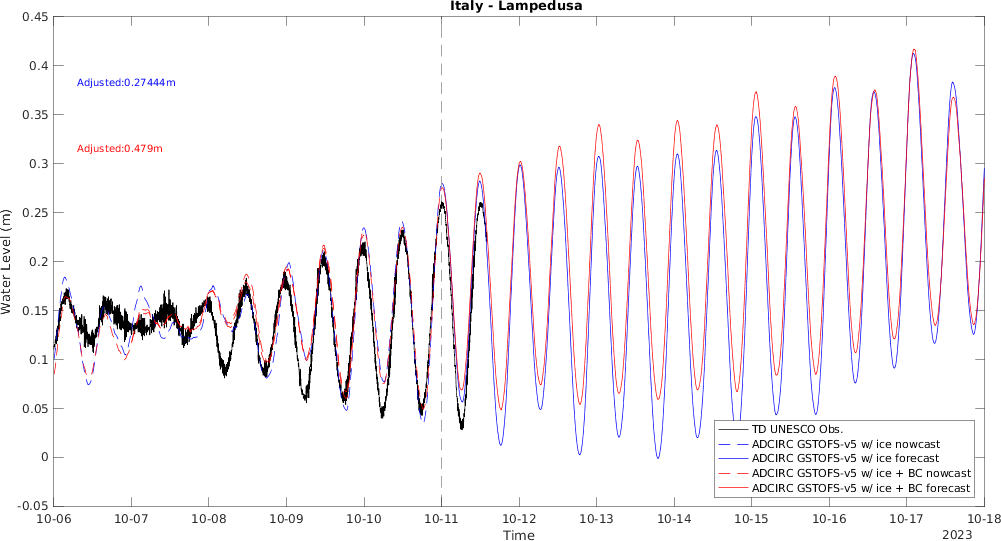 Italy - Lampedusa
0.45
0.4
0.35
0.3
0.25
0.2
0.15
0.1
0.05
0
-0.05
Water Level (m)
Adjusted:0.27444m
Adjusted:0.479m
TD UNESCO Obs.
ADCIRC GSTOFS-v5 w/ ice nowcast
ADCIRC GSTOFS-v5 w/ ice forecast
ADCIRC GSTOFS-v5 w/ ice + BC nowcast
ADCIRC GSTOFS-v5 w/ ice + BC forecast
10-06 10-07 10-08 10-09 10-10 10-11 10-12 10-13 10-14 10-15 10-16 10-17 10-18
Time
2023